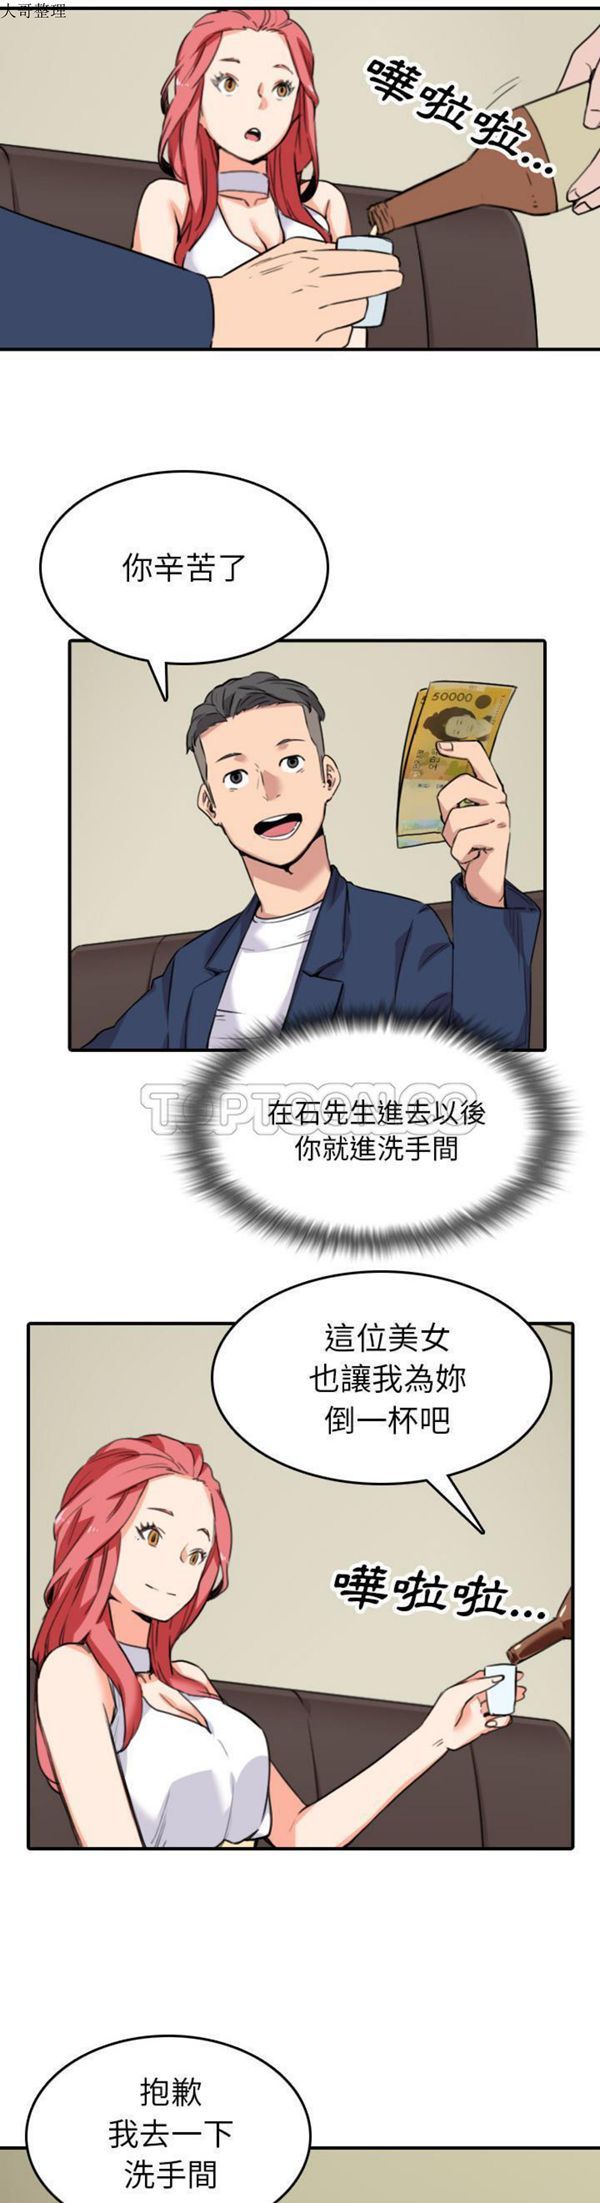 大哥整理
嘩啦啦...
你辛苦了
50000
TOPTOON.CC
在石先生進去以後
你就進洗手間
這位美女
也讓我為妳
倒一杯吧
嘩啦啦...
抱歉
我去一下
洗手間